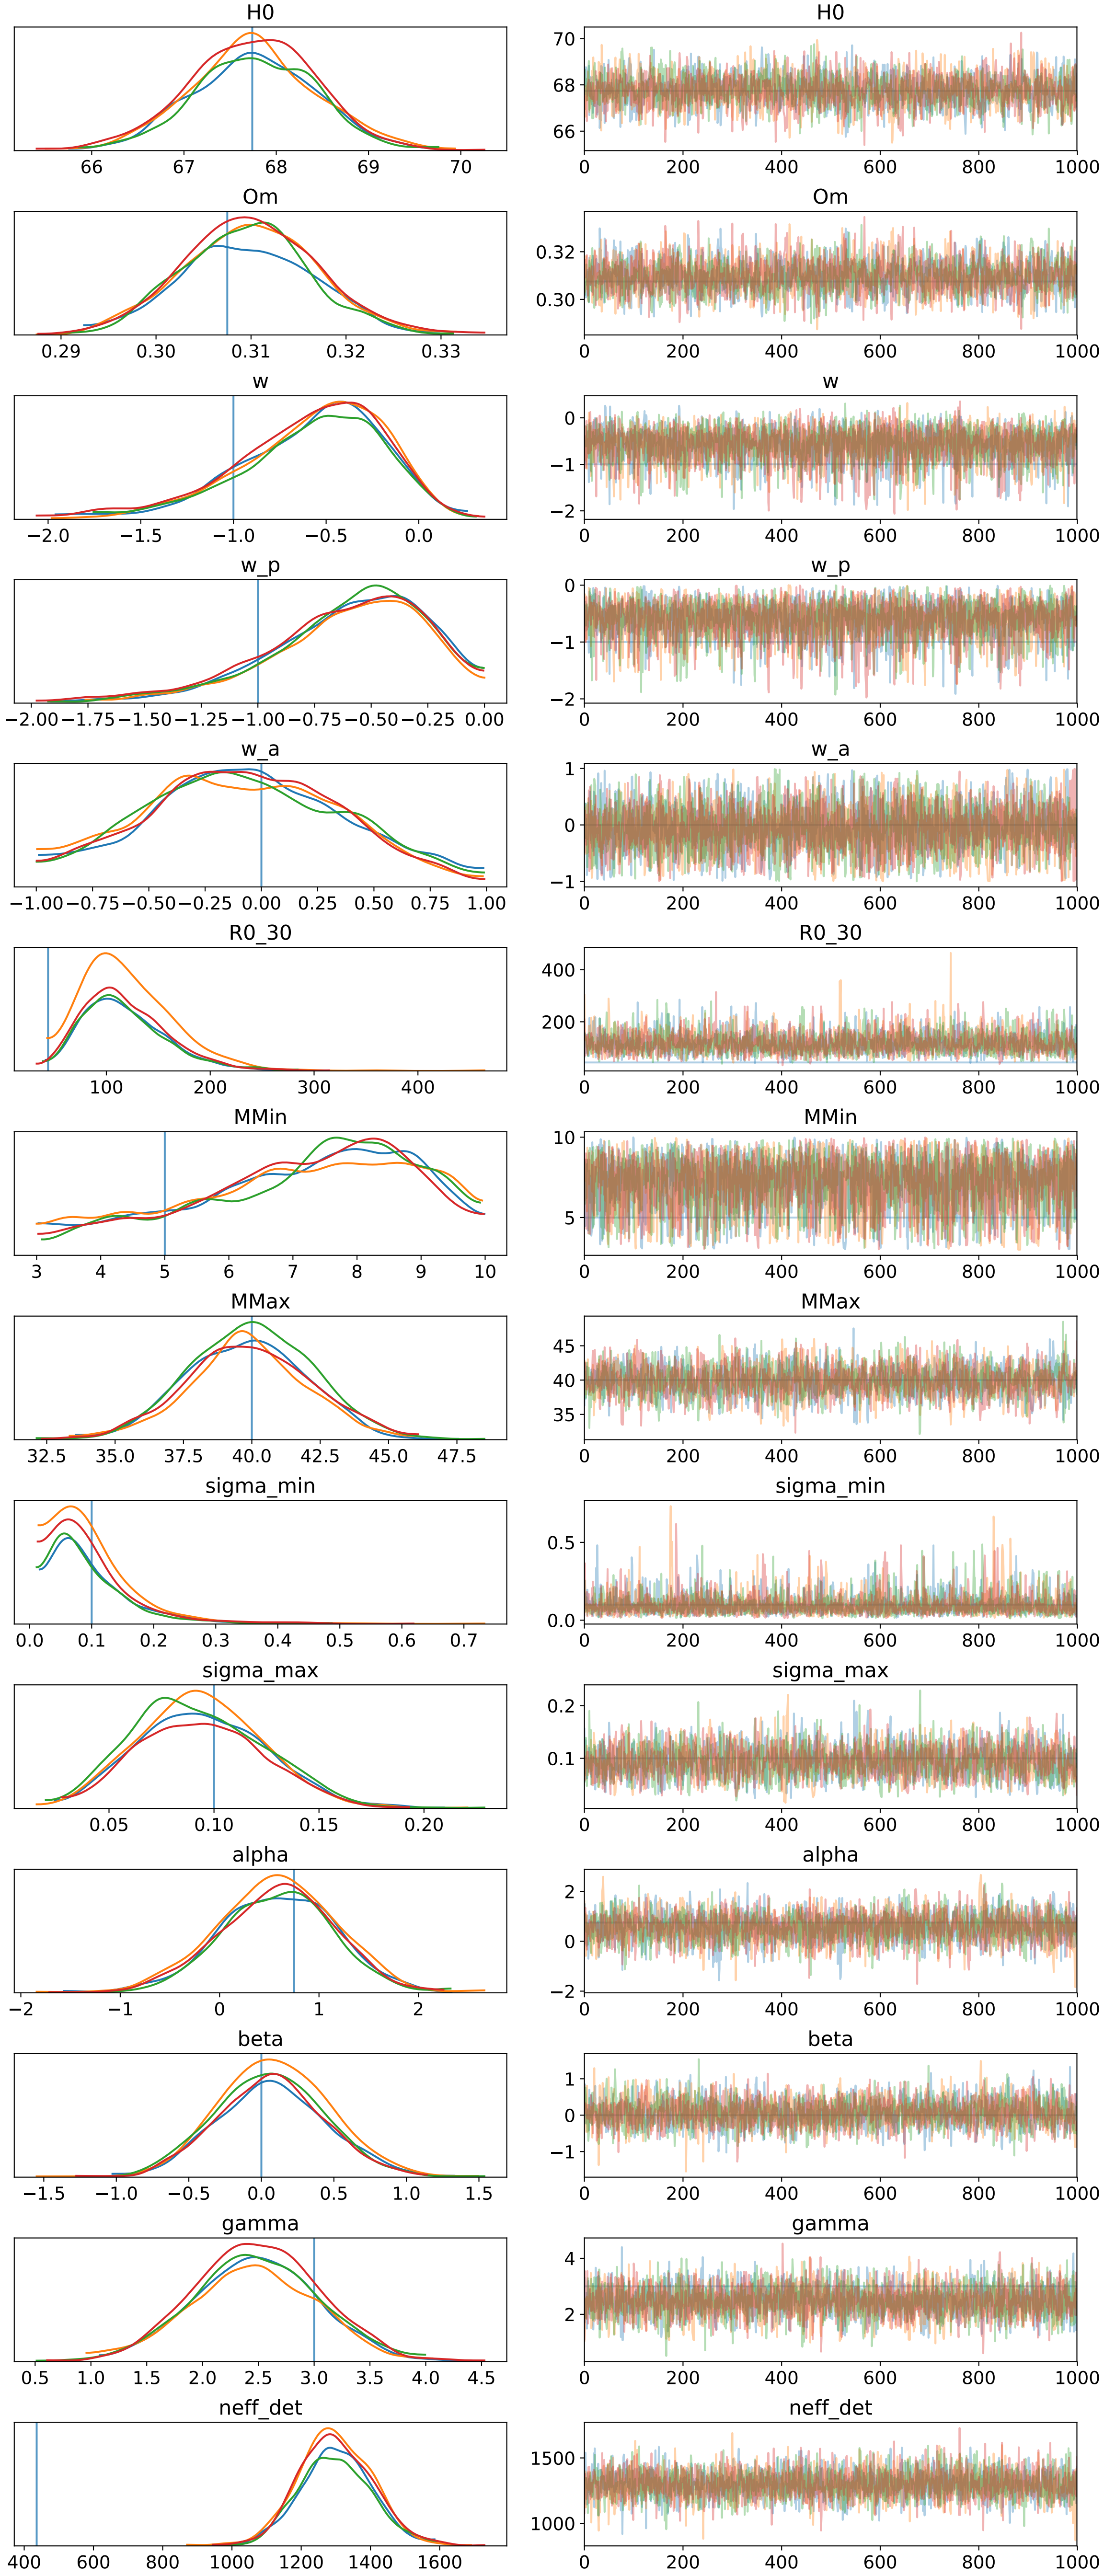 H0 H0
70
68
66
66 67 68 69 70 0 200 400 600 800 1000
Om Om
0.32
0.30
0.29 0.30 0.31 0.32 0.33 0 200 400 600 800 1000
w w
0
−1
−2
−2.0 −1.5 −1.0 −0.5 0.0 0 200 400 600 800 1000
w_p w_p
0
−1
−2
−2.00 −1.75 −1.50 −1.25 −1.00 −0.75 −0.50 −0.25 0.00 0 200 400 600 800 1000
w_a w_a
1
0
−1
−1.00 −0.75 −0.50 −0.25 0.00 0.25 0.50 0.75 1.00 0 200 400 600 800 1000
R0_30 R0_30
400
200
100 200 300 400 0 200 400 600 800 1000
MMin MMin
10
5
3 4 5 6 7 8 9 10 0 200 400 600 800 1000
MMax MMax
45
40
35
32.5 35.0 37.5 40.0 42.5 45.0 47.5 0 200 400 600 800 1000
sigma_min sigma_min
0.5
0.0
0.0 0.1 0.2 0.3 0.4 0.5 0.6 0.7 0 200 400 600 800 1000
sigma_max sigma_max
0.2
0.1
0.05 0.10 0.15 0.20 0 200 400 600 800 1000
alpha alpha
2
0
−2
−2 −1 0 1 2 0 200 400 600 800 1000
beta beta
1
0
−1
−1.5 −1.0 −0.5 0.0 0.5 1.0 1.5 0 200 400 600 800 1000
gamma gamma
4
2
0.5 1.0 1.5 2.0 2.5 3.0 3.5 4.0 4.5 0 200 400 600 800 1000
neff_det neff_det
1500
1000
400 600 800 1000 1200 1400 1600 0 200 400 600 800 1000